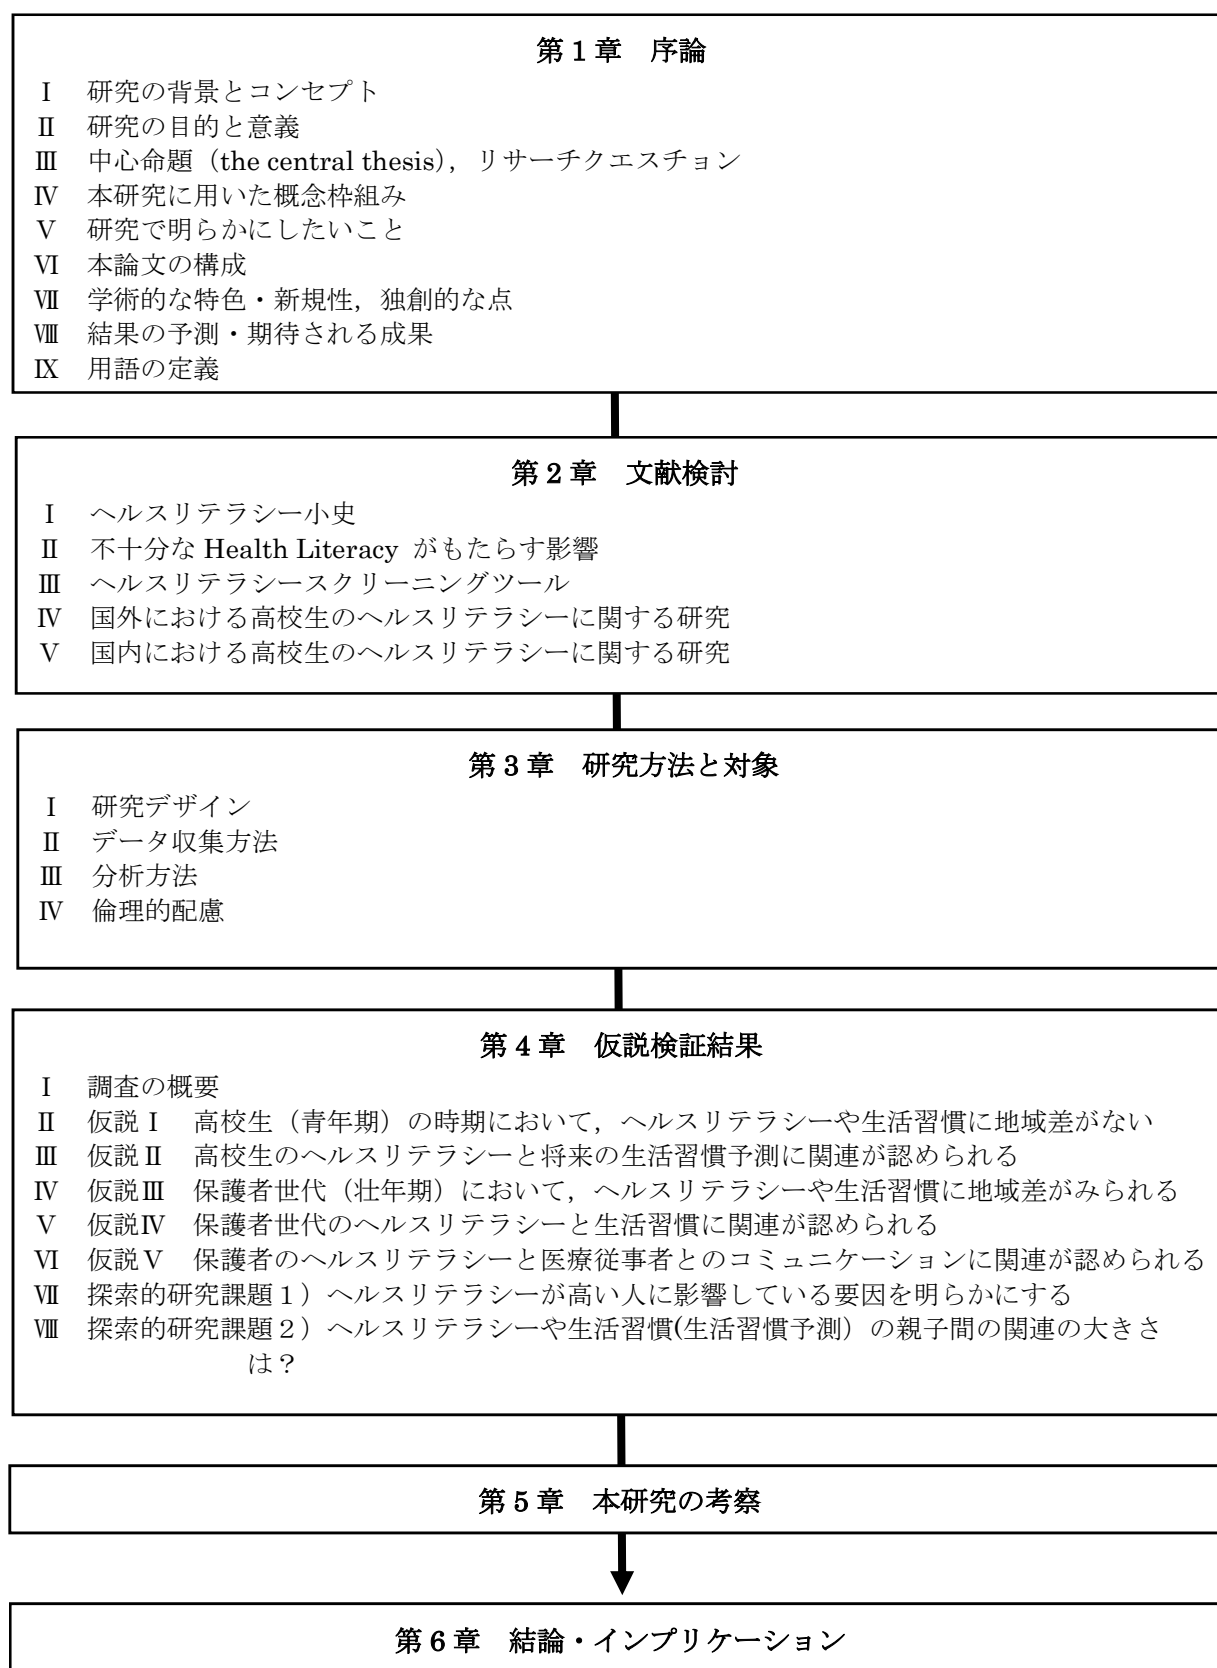 第1章　序論
Ⅰ　研究の背景とコンセプト
Ⅱ　研究の目的と意義
Ⅲ　中心命題（the central thesis），リサーチクエスチョン
Ⅳ　本研究に用いた概念枠組み
Ⅴ　研究で明らかにしたいこと
Ⅵ　本論文の構成
Ⅶ　学術的な特色・新規性，独創的な点
Ⅷ　結果の予測・期待される成果
Ⅸ　用語の定義
第2章　文献検討
Ⅰ　ヘルスリテラシー小史
Ⅱ　不十分な Health Literacy がもたらす影響
Ⅲ　ヘルスリテラシースクリーニングツール
Ⅳ　国外における高校生のヘルスリテラシーに関する研究
Ⅴ　国内における高校生のヘルスリテラシーに関する研究
第3章　研究方法と対象
Ⅰ　研究デザイン
Ⅱ　データ収集方法
Ⅲ　分析方法
Ⅳ　倫理的配慮
第4章　仮説検証結果
Ⅰ　調査の概要
Ⅱ　仮説Ⅰ　高校生（青年期）の時期において，ヘルスリテラシーや生活習慣に地域差がない
Ⅲ　仮説Ⅱ　高校生のヘルスリテラシーと将来の生活習慣予測に関連が認められる
Ⅳ　仮説Ⅲ　保護者世代（壮年期）において，ヘルスリテラシーや生活習慣に地域差がみられる
Ⅴ　仮説Ⅳ　保護者世代のヘルスリテラシーと生活習慣に関連が認められる
Ⅵ　仮説Ⅴ　保護者のヘルスリテラシーと医療従事者とのコミュニケーションに関連が認められる
Ⅶ　探索的研究課題１）ヘルスリテラシーが高い人に影響している要因を明らかにする
Ⅷ　探索的研究課題２）ヘルスリテラシーや生活習慣(生活習慣予測）の親子間の関連の大きさ
は？
第5章　本研究の考察
第6章　結論・インプリケーション